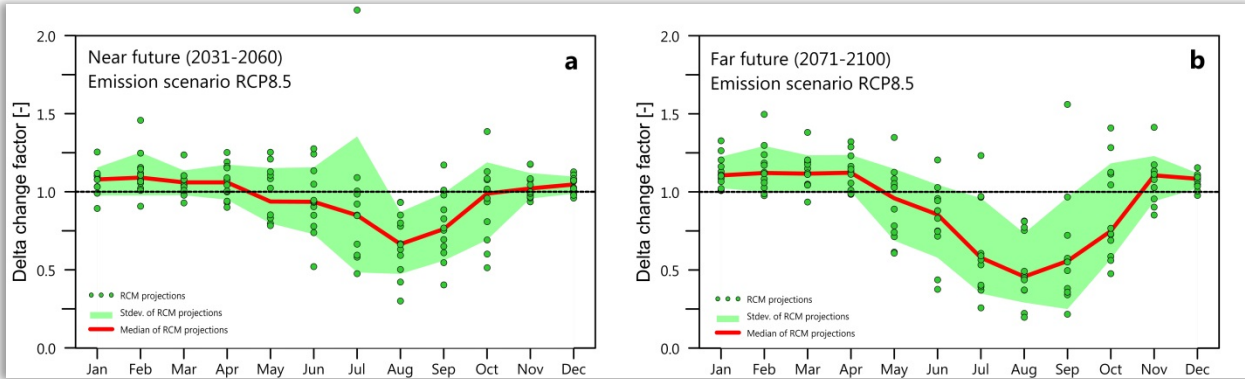 Near future (2031-2060)
Emission scenario RCP8.5
a
Delta change factor [-]
2.0
1.5
1.0
0.5
0.0
RCM projections
Stdev. of RCM projections
Median of RCM projections
Jan Feb Mar Apr May Jun Jul Aug Sep Oct Nov Dec
Far future (2071-2100)
Emission scenario RCP8.5
b
Delta change factor [-]
2.0
1.5
1.0
0.5
0.0
RCM projections
Stdev. of RCM projections
Median of RCM projections
Jan Feb Mar Apr May Jun Jul Aug Sep Oct Nov Dec